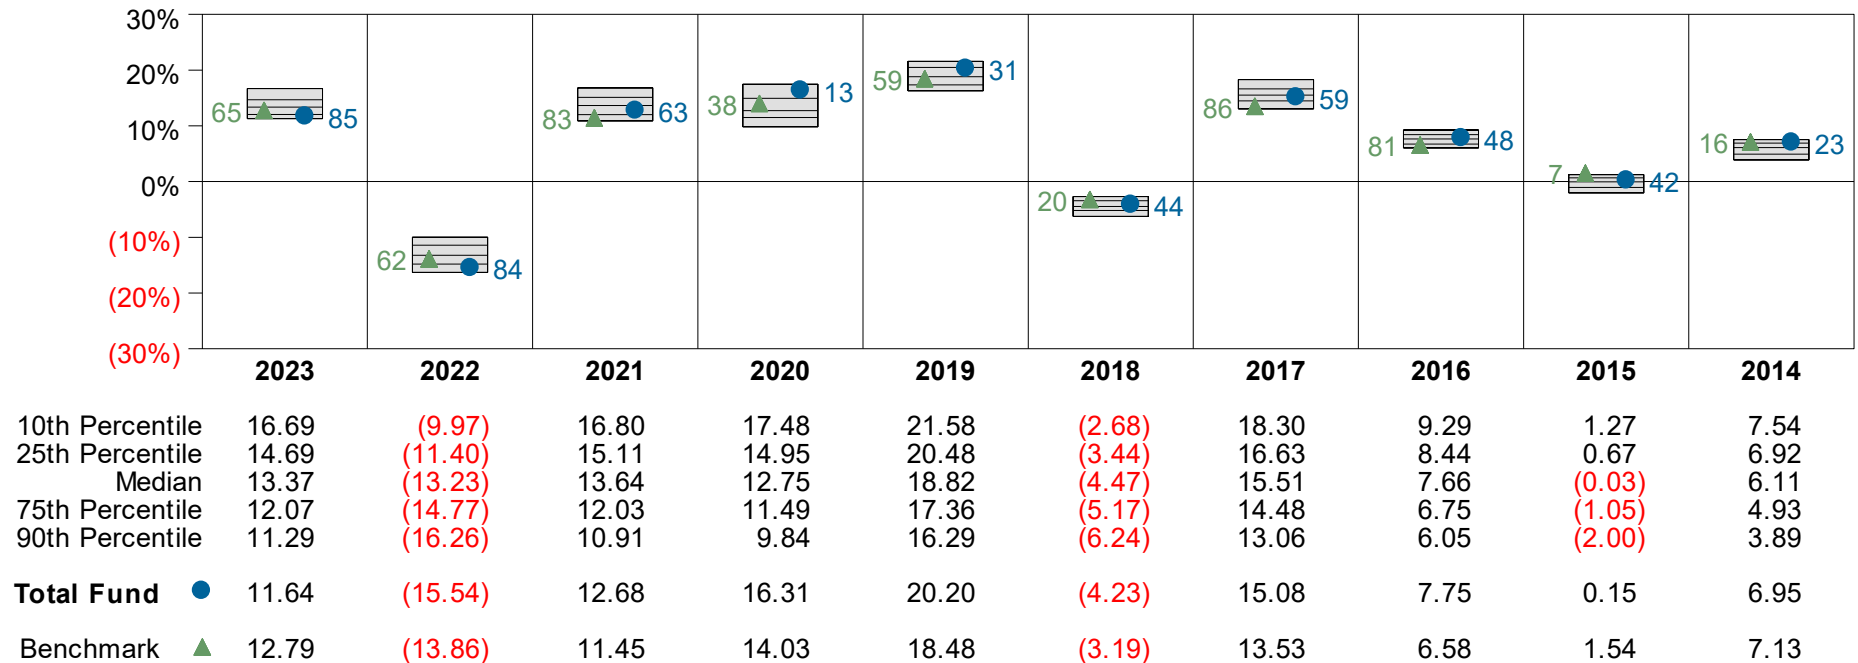 30%
20%
10%
0%
(10%)
(20%)
(30%)
65 85
62 84
83 63
38 13
59 31
20 44
86 59
81 48
7 42
16 23
2023 2022 2021 2020 2019 2018 2017 2016 2015 2014
10th Percentile 16.69 (9.97) 16.80 17.48 21.58 (2.68) 18.30 9.29 1.27 7.54
25th Percentile 14.69 (11.40) 15.11 14.95 20.48 (3.44) 16.63 8.44 0.67 6.92
Median 13.37 (13.23) 13.64 12.75 18.82 (4.47) 15.51 7.66 (0.03) 6.11
75th Percentile 12.07 (14.77) 12.03 11.49 17.36 (5.17) 14.48 6.75 (1.05) 4.93
90th Percentile 11.29 (16.26) 10.91 9.84 16.29 (6.24) 13.06 6.05 (2.00) 3.89
Total Fund 11.64 (15.54) 12.68 16.31 20.20 (4.23) 15.08 7.75 0.15 6.95
Benchmark 12.79 (13.86) 11.45 14.03 18.48 (3.19) 13.53 6.58 1.54 7.13